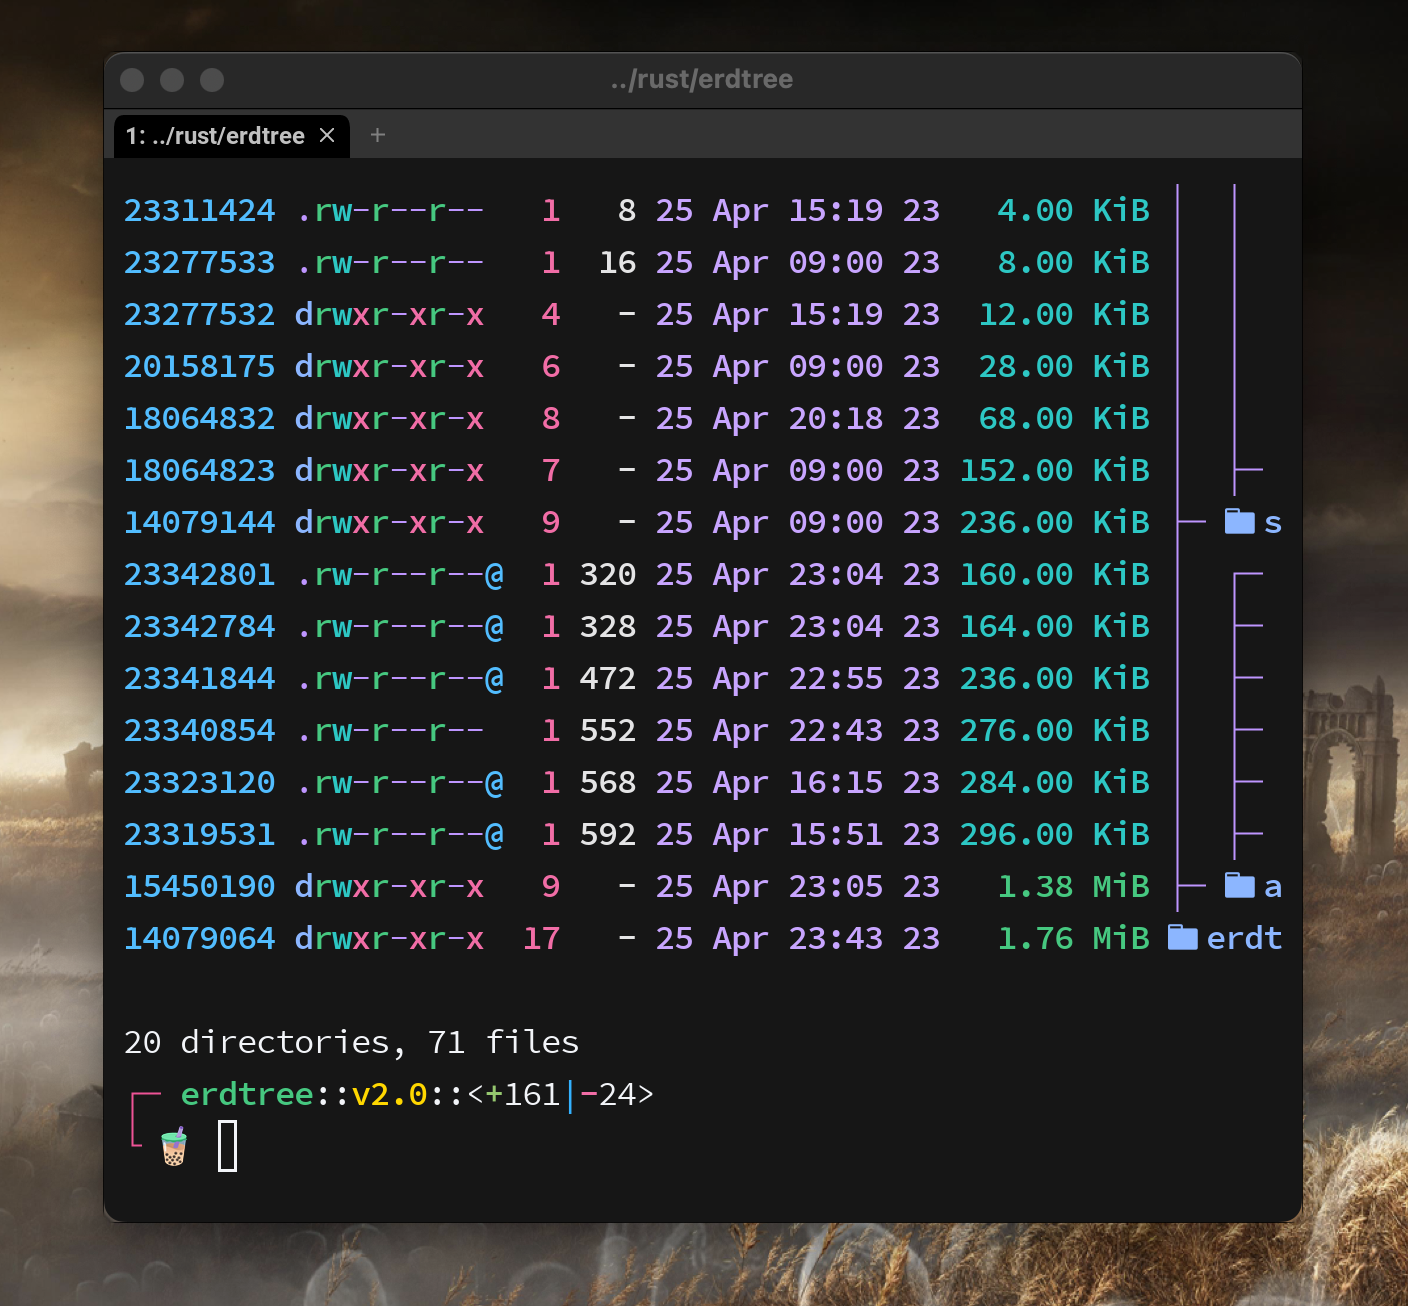 ../rust/erdtree
1: ../rust/erdtree × +
23311424 .rw-r--r-- 1 8 25 Apr 15:19 23 4.00 KiB │ │
23277533 .rw-r--r-- 1 16 25 Apr 09:00 23 8.00 KiB │ │
23277532 drwxr-xr-x 4 - 25 Apr 15:19 23 12.00 KiB │ │
20158175 drwxr-xr-x 6 - 25 Apr 09:00 23 28.00 KiB │ │
18064832 drwxr-xr-x 8 - 25 Apr 20:18 23 68.00 KiB │ │
18064823 drwxr-xr-x 7 - 25 Apr 09:00 23 152.00 KiB │ ├─
14079144 drwxr-xr-x 9 - 25 Apr 09:00 23 236.00 KiB ├─ s
23342801 .rw-r--r--@ 1 320 25 Apr 23:04 23 160.00 KiB │ ┌─
23342784 .rw-r--r--@ 1 328 25 Apr 23:04 23 164.00 KiB │ ├─
23341844 .rw-r--r--@ 1 472 25 Apr 22:55 23 236.00 KiB │ ├─
23340854 .rw-r--r-- 1 552 25 Apr 22:43 23 276.00 KiB │ ├─
23323120 .rw-r--r--@ 1 568 25 Apr 16:15 23 284.00 KiB │ ├─
23319531 .rw-r--r--@ 1 592 25 Apr 15:51 23 296.00 KiB │ ├─
15450190 drwxr-xr-x 9 - 25 Apr 23:05 23 1.38 MiB ├─ a
14079064 drwxr-xr-x 17 - 25 Apr 23:43 23 1.76 MiB erdt
20 directories, 71 files
┌─ erdtree::v2.0::<+161|-24>
└ 🧋